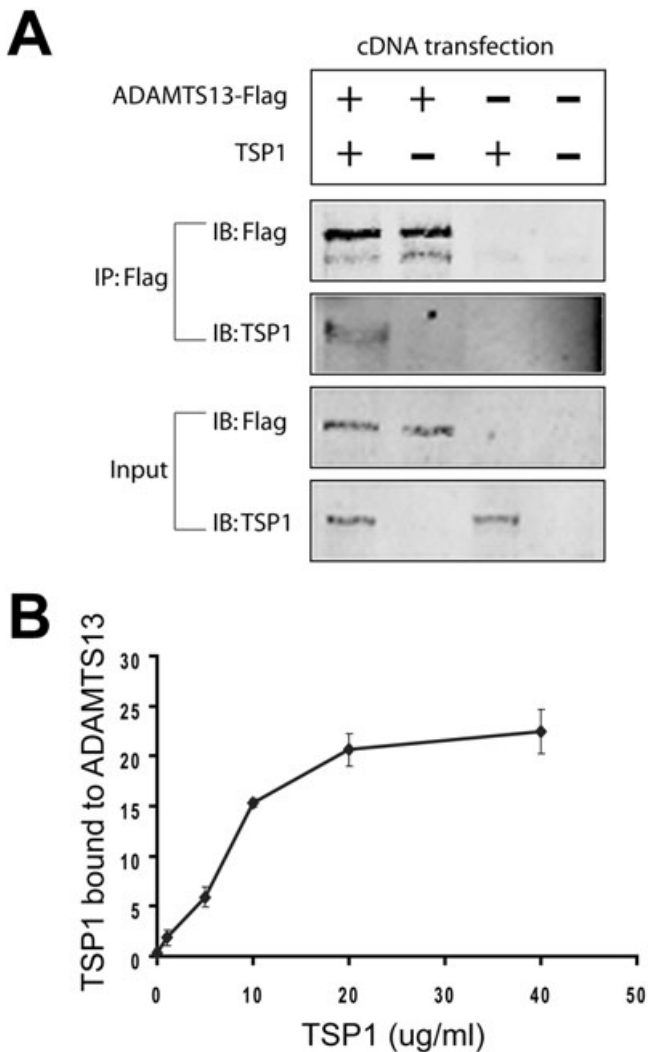 A
cDNA transfection
ADAMTS13-Flag + + − −
TSP1 + − + −
IP: Flag
IB: Flag
IB: TSP1
Input
IB: Flag
IB: TSP1
B
TSP1 bound to ADAMTS13
30
25
20
15
10
5
0
0 10 20 30 40 50
TSP1 (ug/ml)